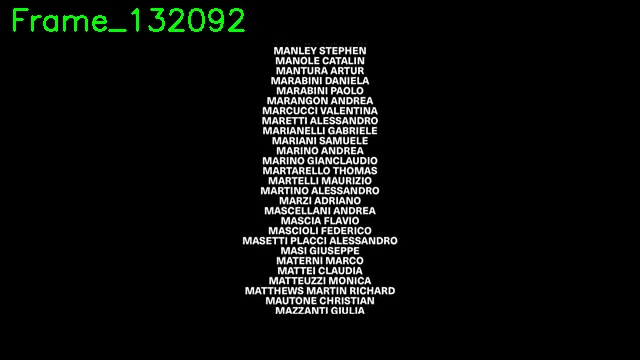 Frame_132092
MANLEY STEPHEN
MANOLE CATALIN
MANTURA ARTUR
MARABINI DANIELA
MARABINI PAOLO
MARANGON ANDREA
MARCUCCI VALENTINA
MARETTI ALESSANDRO
MARIANELLI GABRIELE
MARIANI SAMUELE
MARINO ANDREA
MARINO GIANCLAUDIO
MARTARELLO THOMAS
MARTELLI MAURIZIO
MARTINO ALESSANDRO
MARZI ADRIANO
MASCELLANI ANDREA
MASCIA FLAVIO
MASCIOLI FEDERICO
MASETTI PLACCI ALESSANDRO
MASI GIUSEPPE
MATERNI MARCO
MATTEI CLAUDIA
MATTEUZZI MONICA
MATTHEWS MARTIN RICHARD
MAUTONE CHRISTIAN
MAZZANTI GIULIA